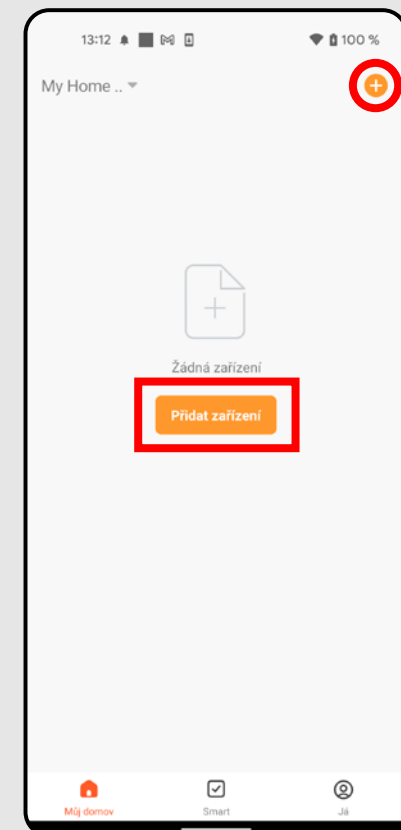 13:12 100 %
My Home ..
Žádná zařízení
Přidat zařízení
Můj domov Smart Já